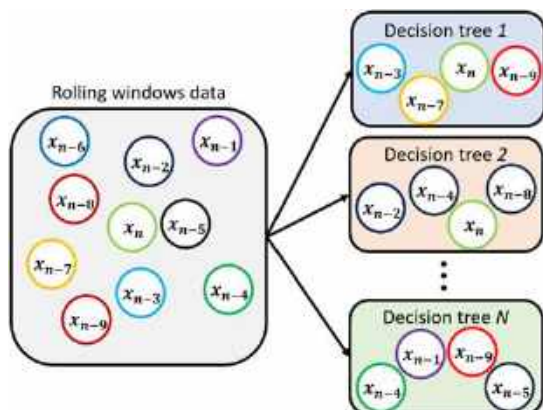 Decision tree 1
x_{n-3}
x_n
x_{n-9}
x_{n-7}
Rolling windows data
x_{n-6}
x_{n-2}
x_{n-1}
x_{n-8}
x_n
x_{n-5}
x_{n-7}
x_{n-3}
x_{n-4}
x_{n-9}
Decision tree 2
x_{n-2}
x_{n-4}
x_{n-8}
x_n
Decision tree N
x_{n-4}
x_{n-1}
x_{n-9}
x_{n-5}